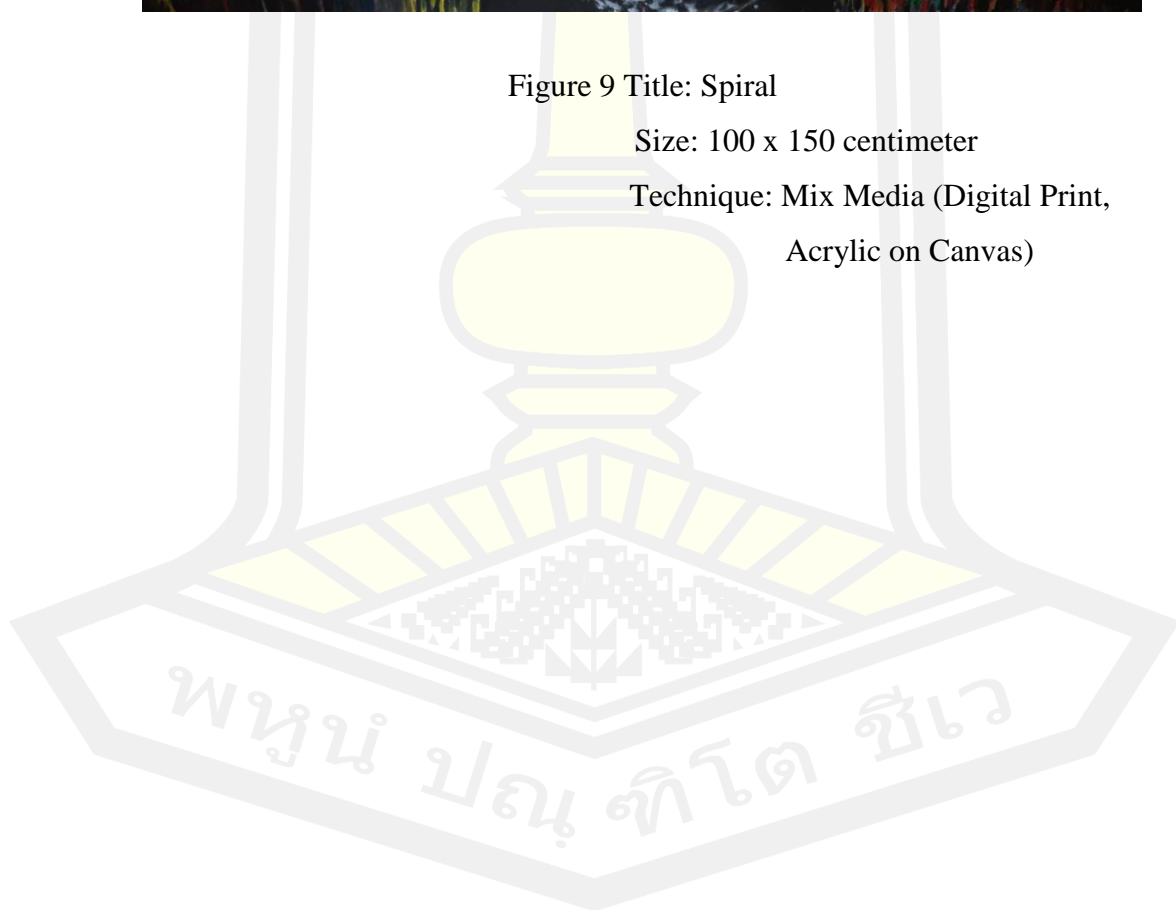 Figure 9 Title: Spiral
Size: 100 x 150 centimeter
Technique: Mix Media (Digital Print,
Acrylic on Canvas)
พหูนํ ปณฺฑิโต ชีเว